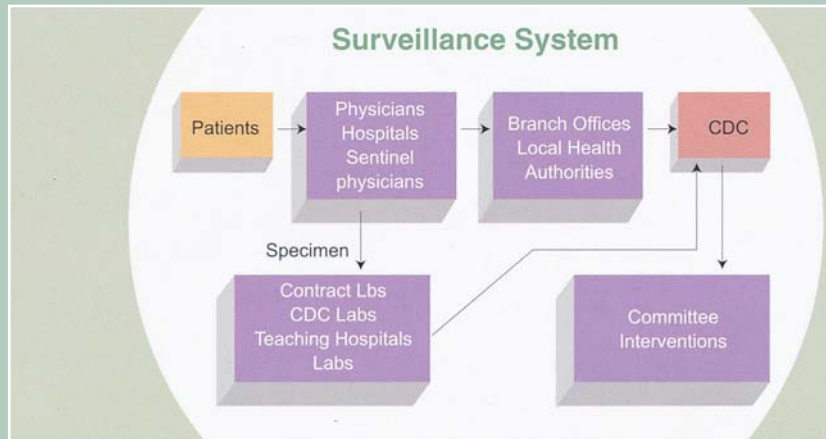 Surveillance System
Patients
Physicians
Hospitals
Sentinel
physicians
Branch Offices
Local Health
Authorities
CDC
Specimen
Contract Lbs
CDC Labs
Teaching Hospitals
Labs
Committee
Interventions